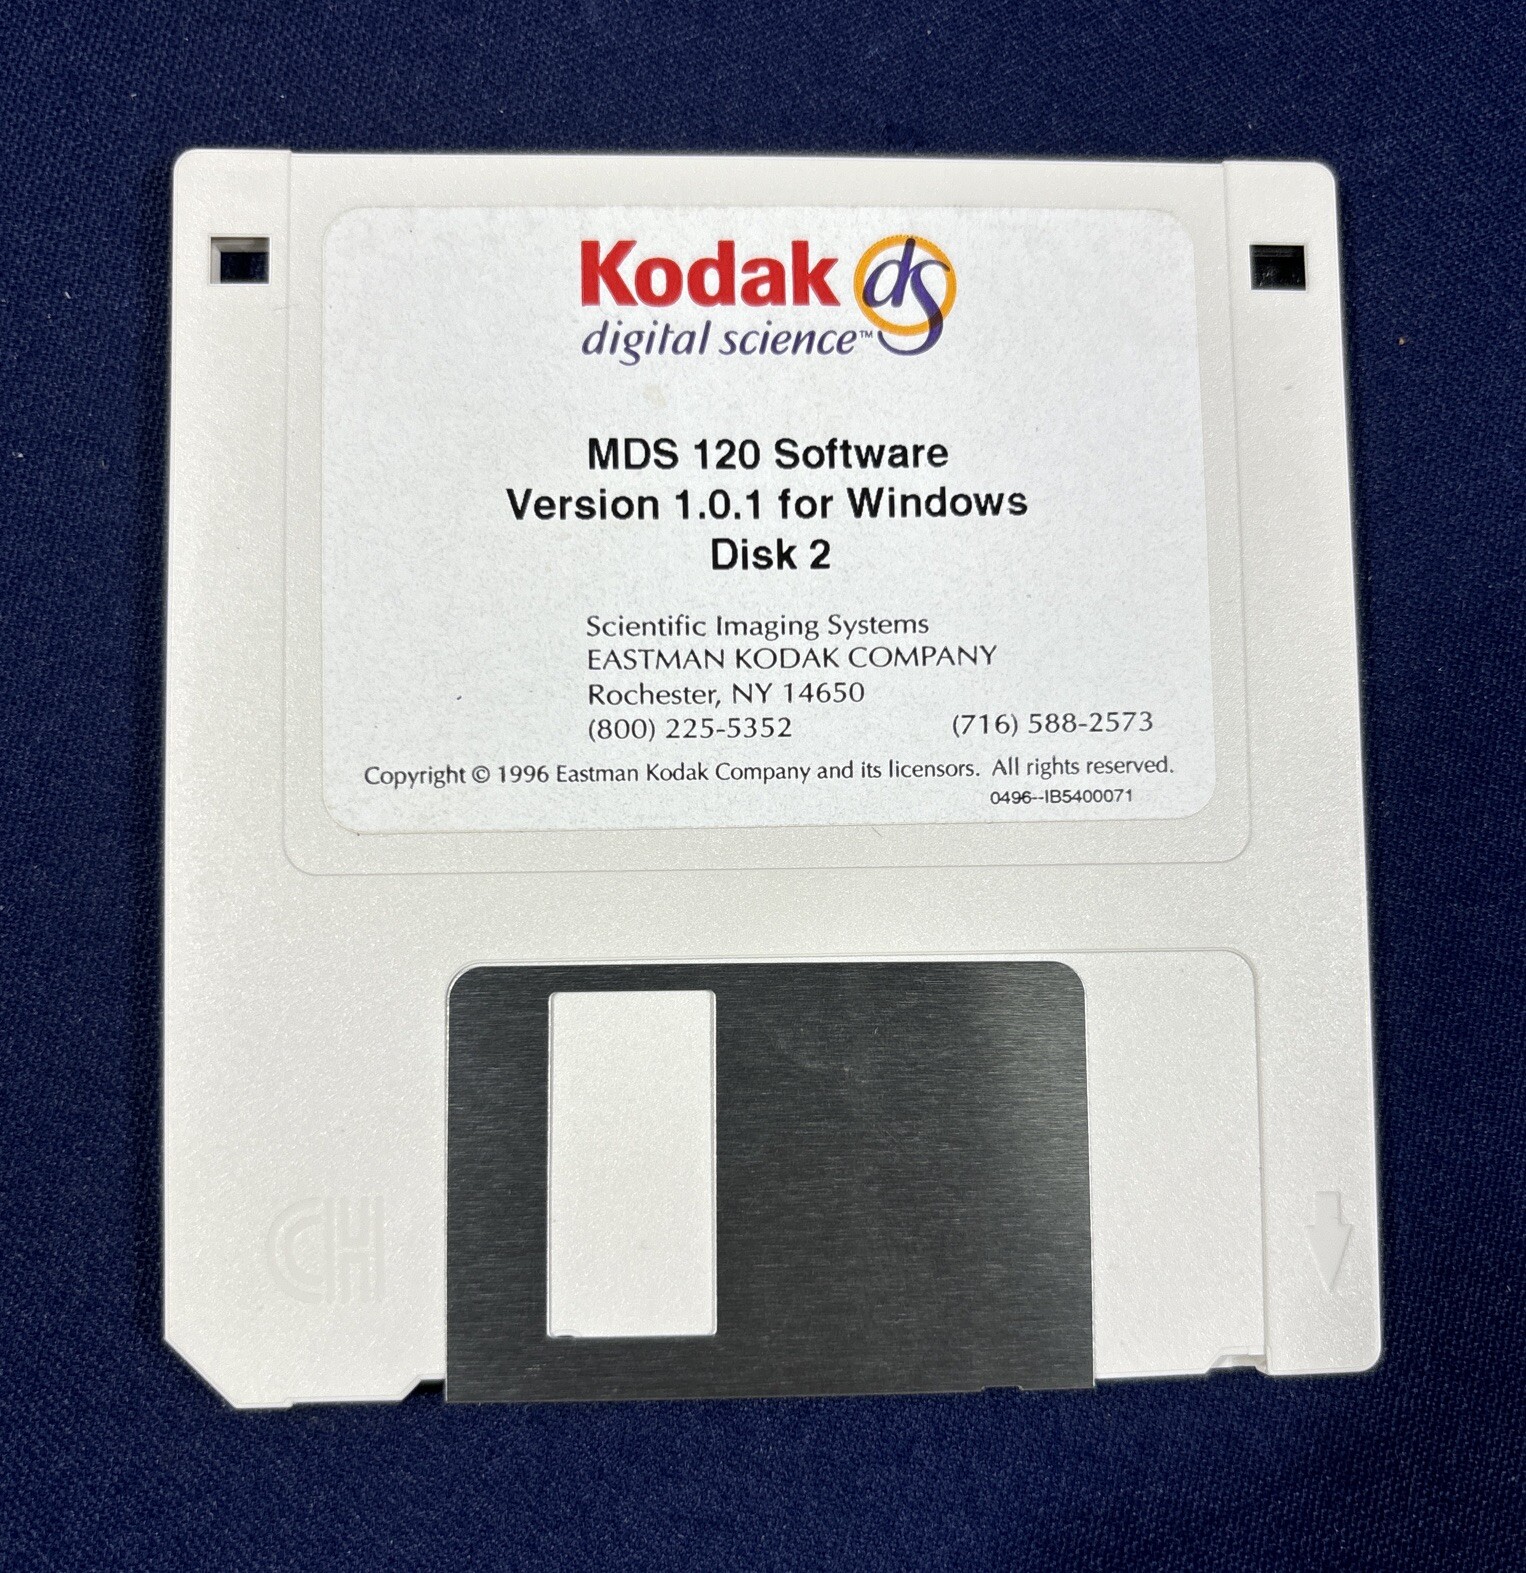 Kodak ds
digital science™
MDS 120 Software
Version 1.0.1 for Windows
Disk 2
Scientific Imaging Systems
EASTMAN KODAK COMPANY
Rochester, NY 14650
(800) 225-5352 (716) 588-2573
Copyright © 1996 Eastman Kodak Company and its licensors. All rights reserved.
0496--IB5400071